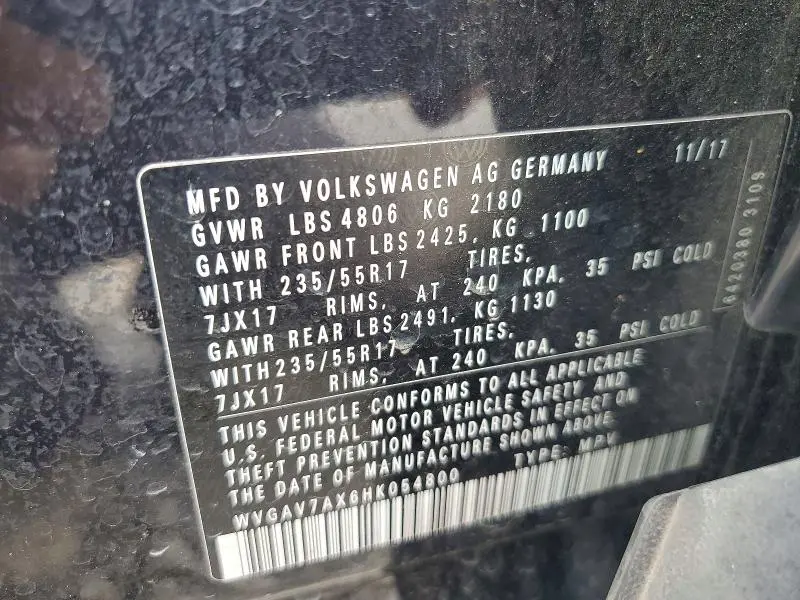 MFD BY VOLKSWAGEN AG GERMANY 11/17
GVWR LBS 4806 KG 2180
GAWR FRONT LBS 2425, KG 1100
WITH 235/55R17 TIRES,
7JX17 RIMS, AT 240 KPA, 35 PSI COLD
GAWR REAR LBS 2491, KG 1130
WITH 235/55R17 TIRES,
7JX17 RIMS, AT 240 KPA, 35 PSI COLD
THIS VEHICLE CONFORMS TO ALL APPLICABLE
U.S. FEDERAL MOTOR VEHICLE SAFETY AND
THEFT PREVENTION STANDARDS IN EFFECT ON
THE DATE OF MANUFACTURE SHOWN ABOVE.
WVGAV7AX6HK054800 TYPE: MPV